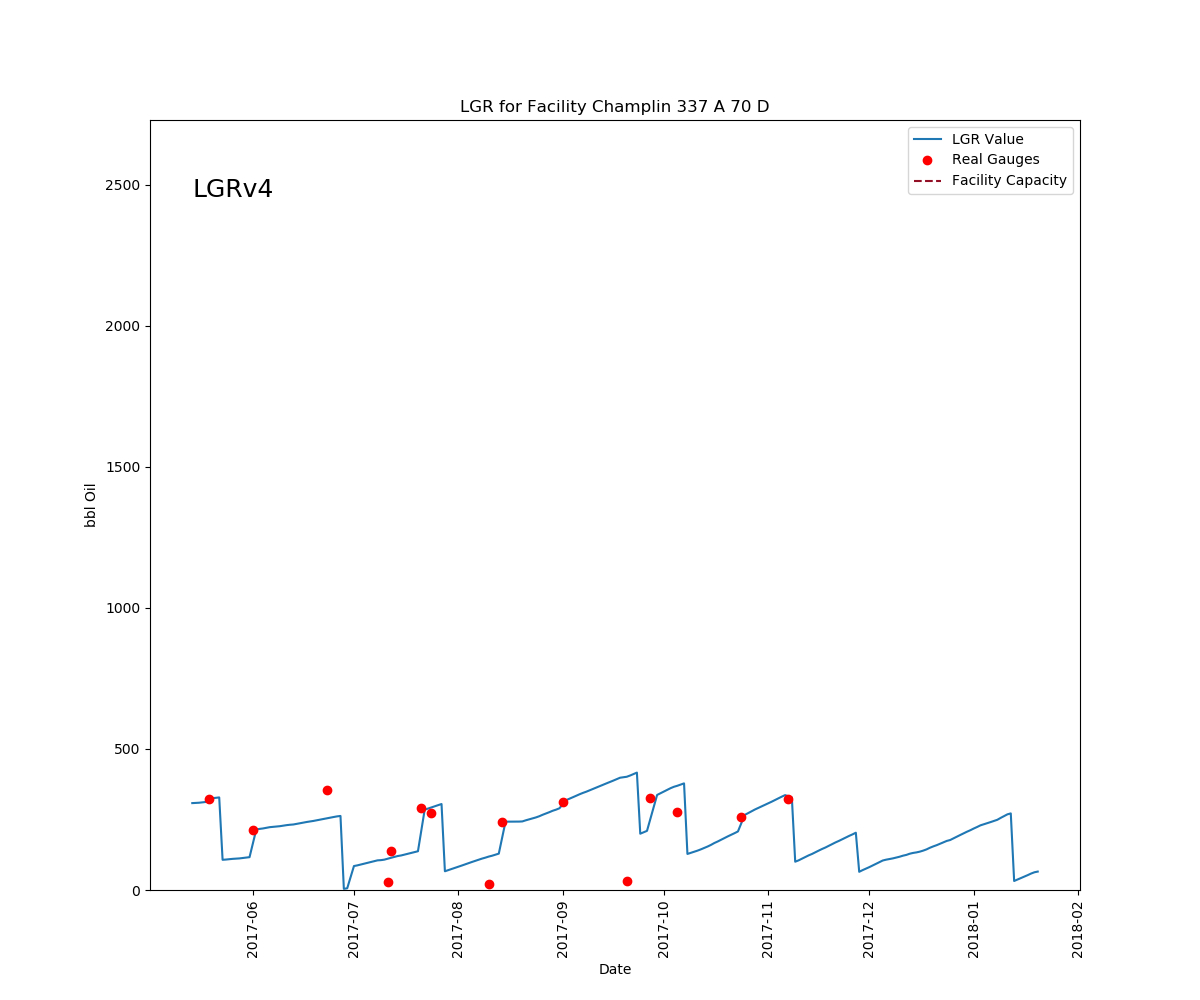 LGR for Facility Champlin 337 A 70 D
LGR Value
Real Gauges
Facility Capacity
LGRv4
2500
2000
1500
1000
500
0
bbl Oil
2017-06
2017-07
2017-08
2017-09
2017-10
2017-11
2017-12
2018-01
2018-02
Date